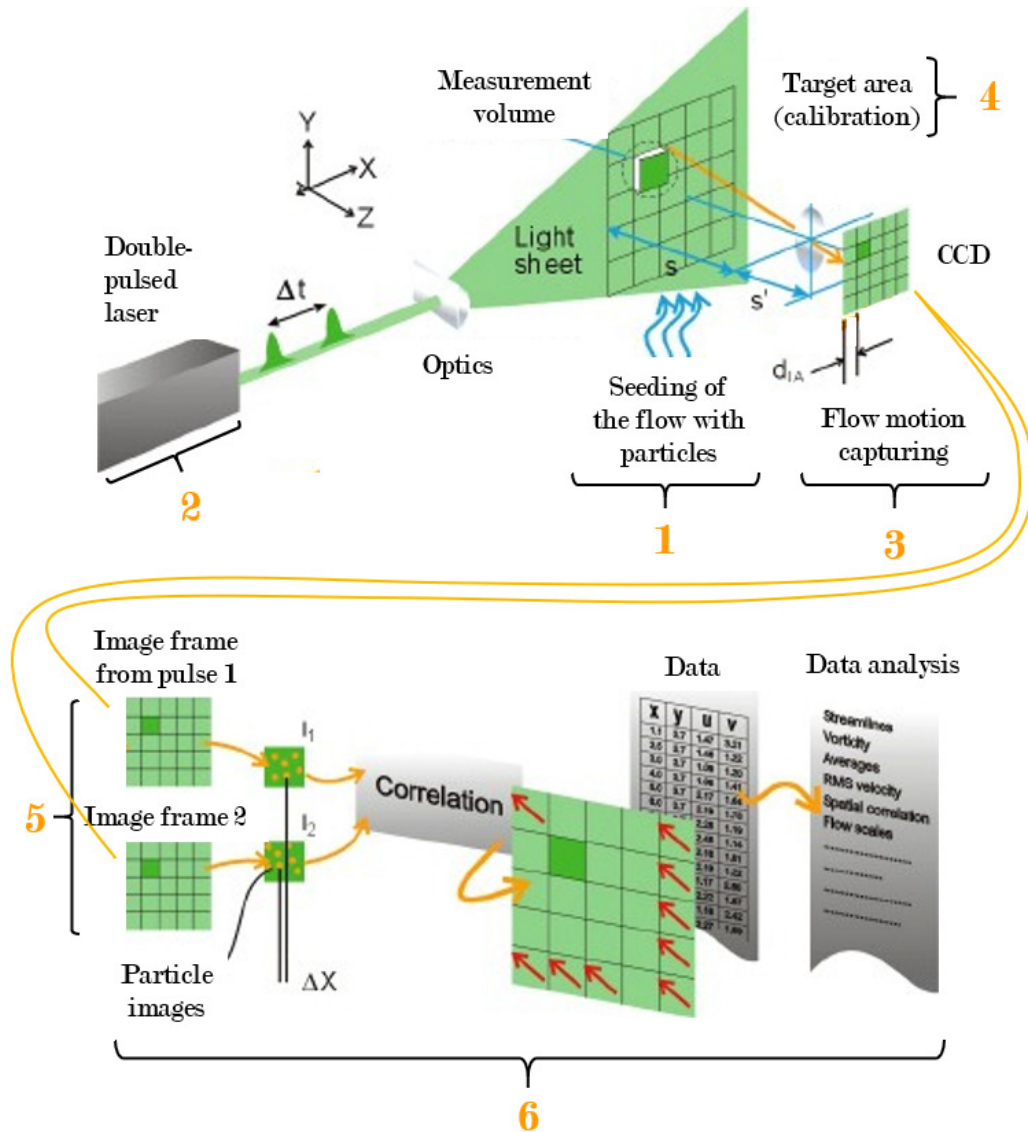 Measurement
volume
Target area
(calibration)
4
Y
X
Z
Double-
pulsed
laser
Δt
Light
sheet
s
s'
CCD
Optics
d_IA
Seeding of
the flow with
particles
Flow motion
capturing
2
1
3
Image frame
from pulse 1
Data
Data analysis
I1
x y u v
Streamlines
Vorticity
Averages
RMS velocity
Spatial correlation
Flow scales
Correlation
5
Image frame 2
I2
Particle
images
ΔX
6